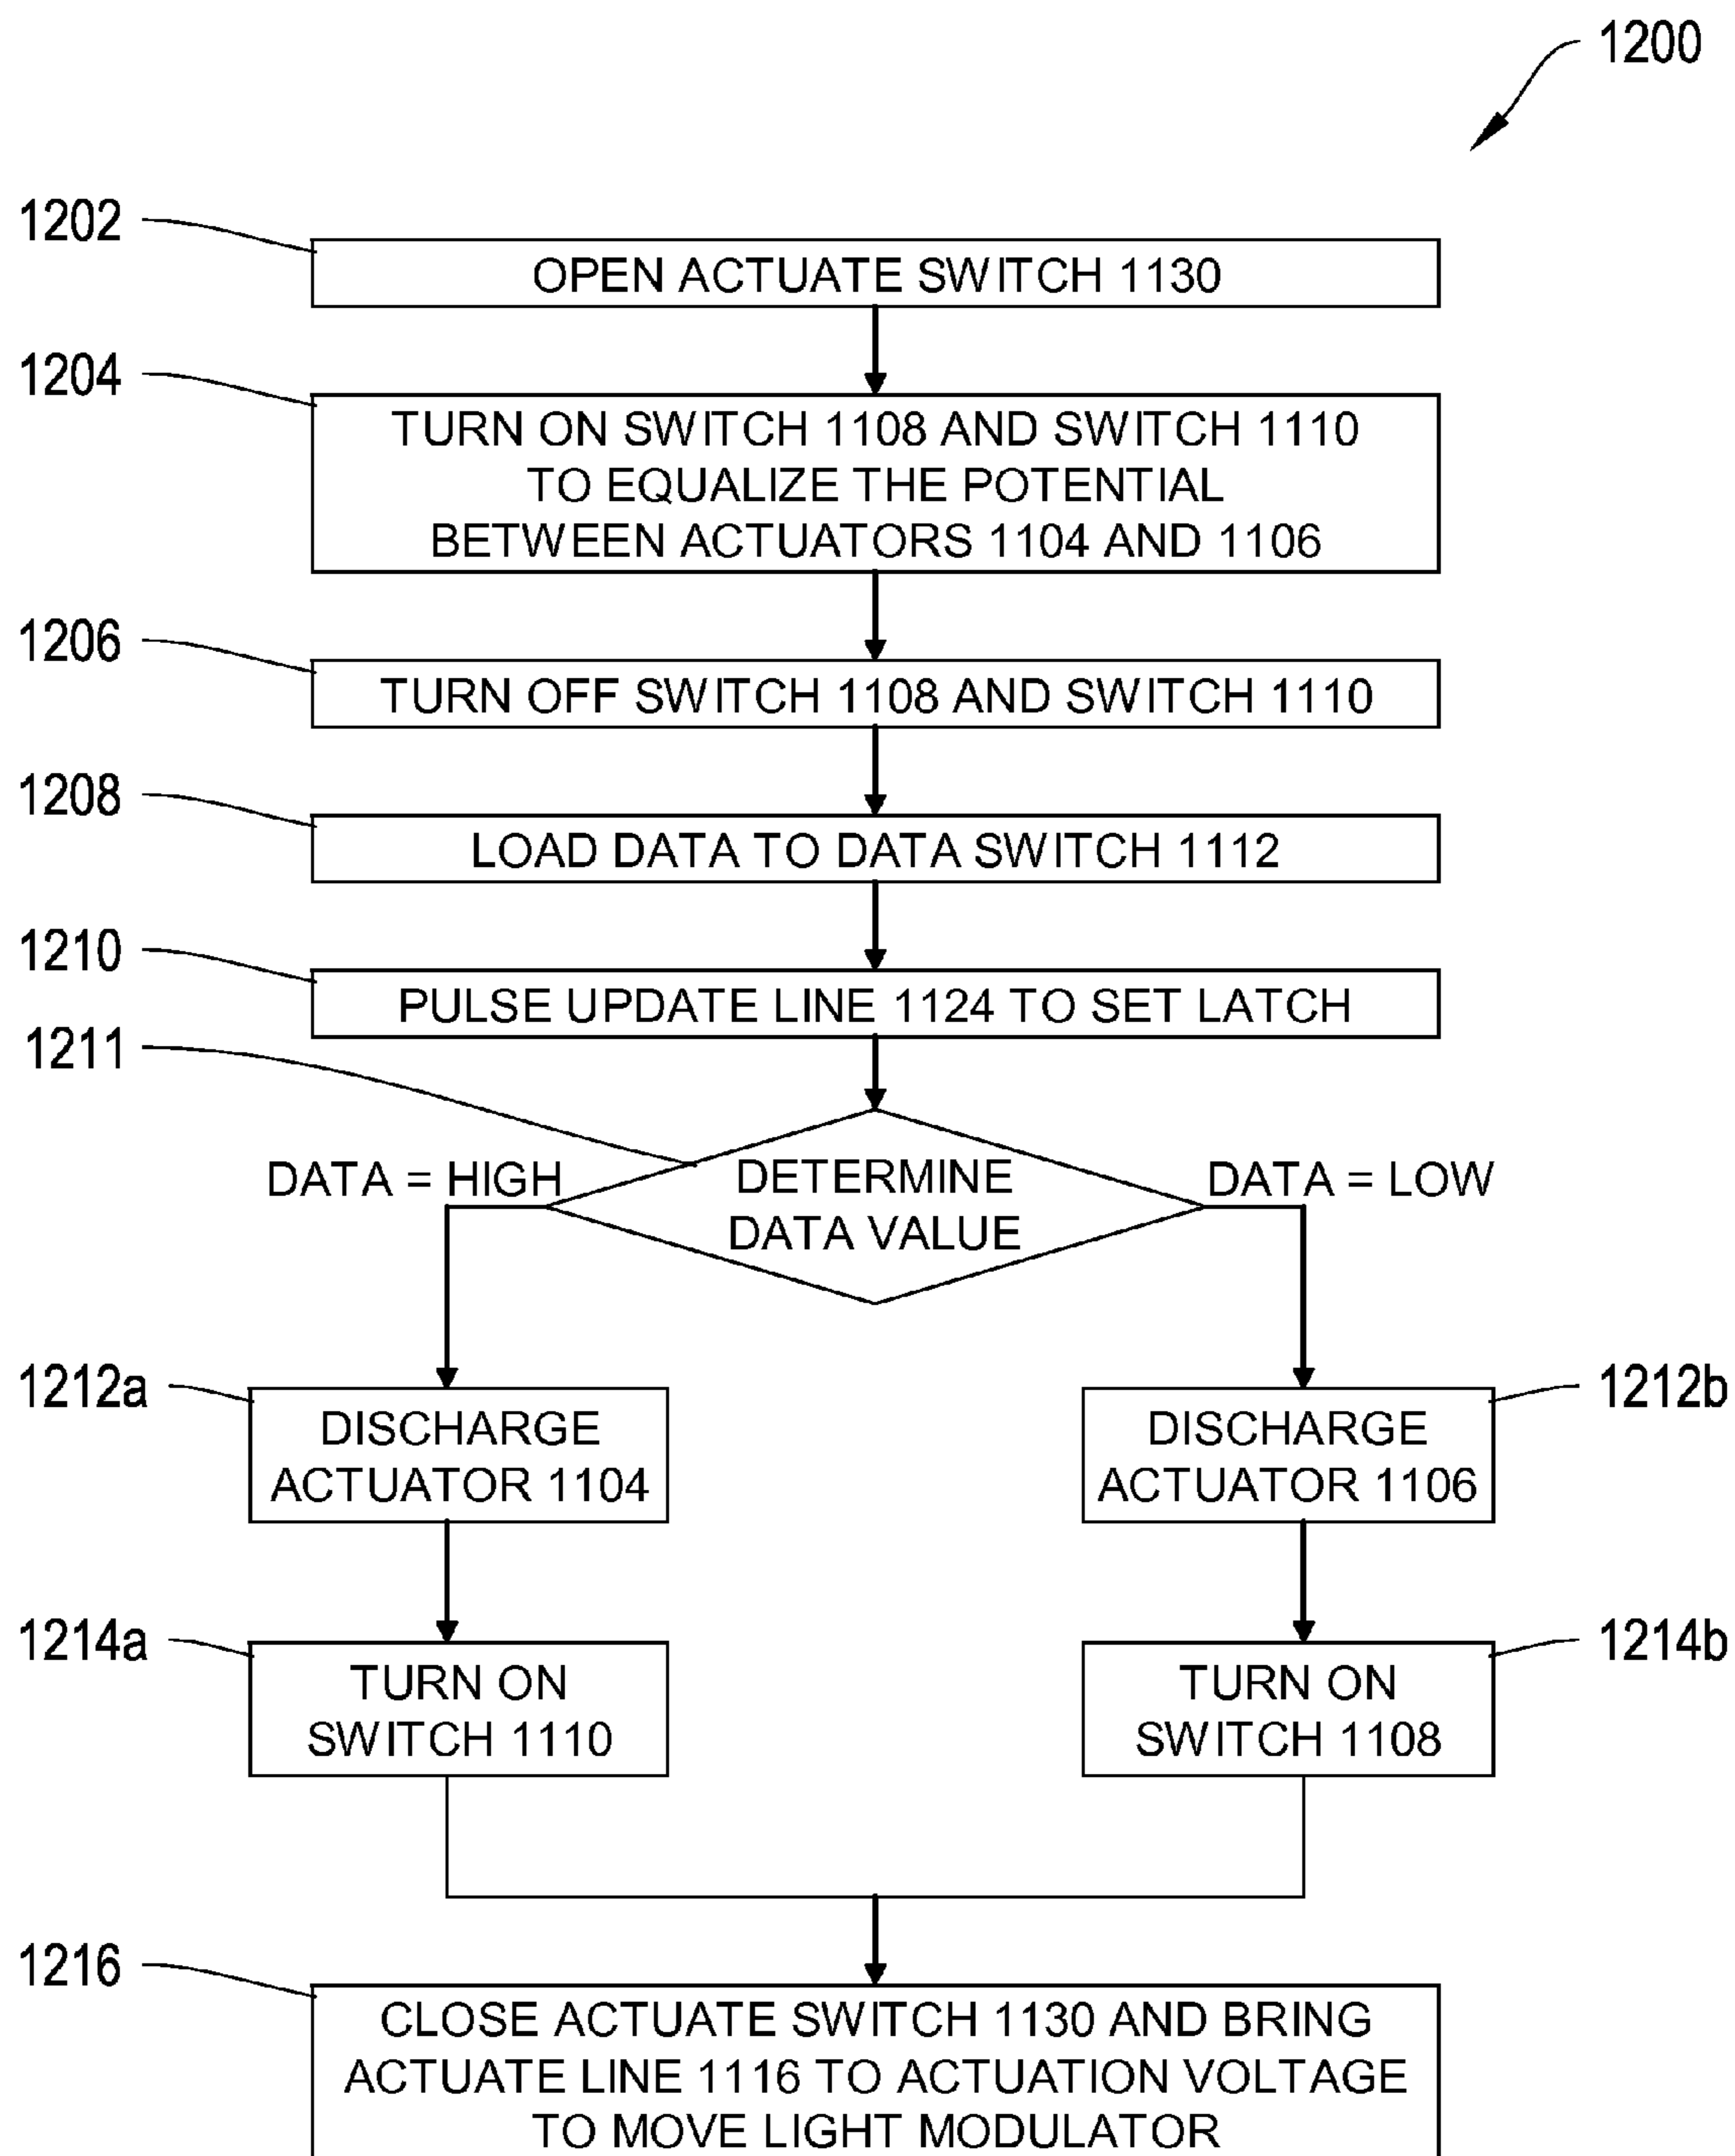 1200
1202
OPEN ACTUATE SWITCH 1130
1204
TURN ON SWITCH 1108 AND SWITCH 1110
TO EQUALIZE THE POTENTIAL
BETWEEN ACTUATORS 1104 AND 1106
1206
TURN OFF SWITCH 1108 AND SWITCH 1110
1208
LOAD DATA TO DATA SWITCH 1112
1210
PULSE UPDATE LINE 1124 TO SET LATCH
1211
DETERMINE
DATA VALUE
DATA = HIGH
DATA = LOW
1212a
DISCHARGE
ACTUATOR 1104
1212b
DISCHARGE
ACTUATOR 1106
1214a
TURN ON
SWITCH 1110
1214b
TURN ON
SWITCH 1108
1216
CLOSE ACTUATE SWITCH 1130 AND BRING
ACTUATE LINE 1116 TO ACTUATION VOLTAGE
TO MOVE LIGHT MODULATOR